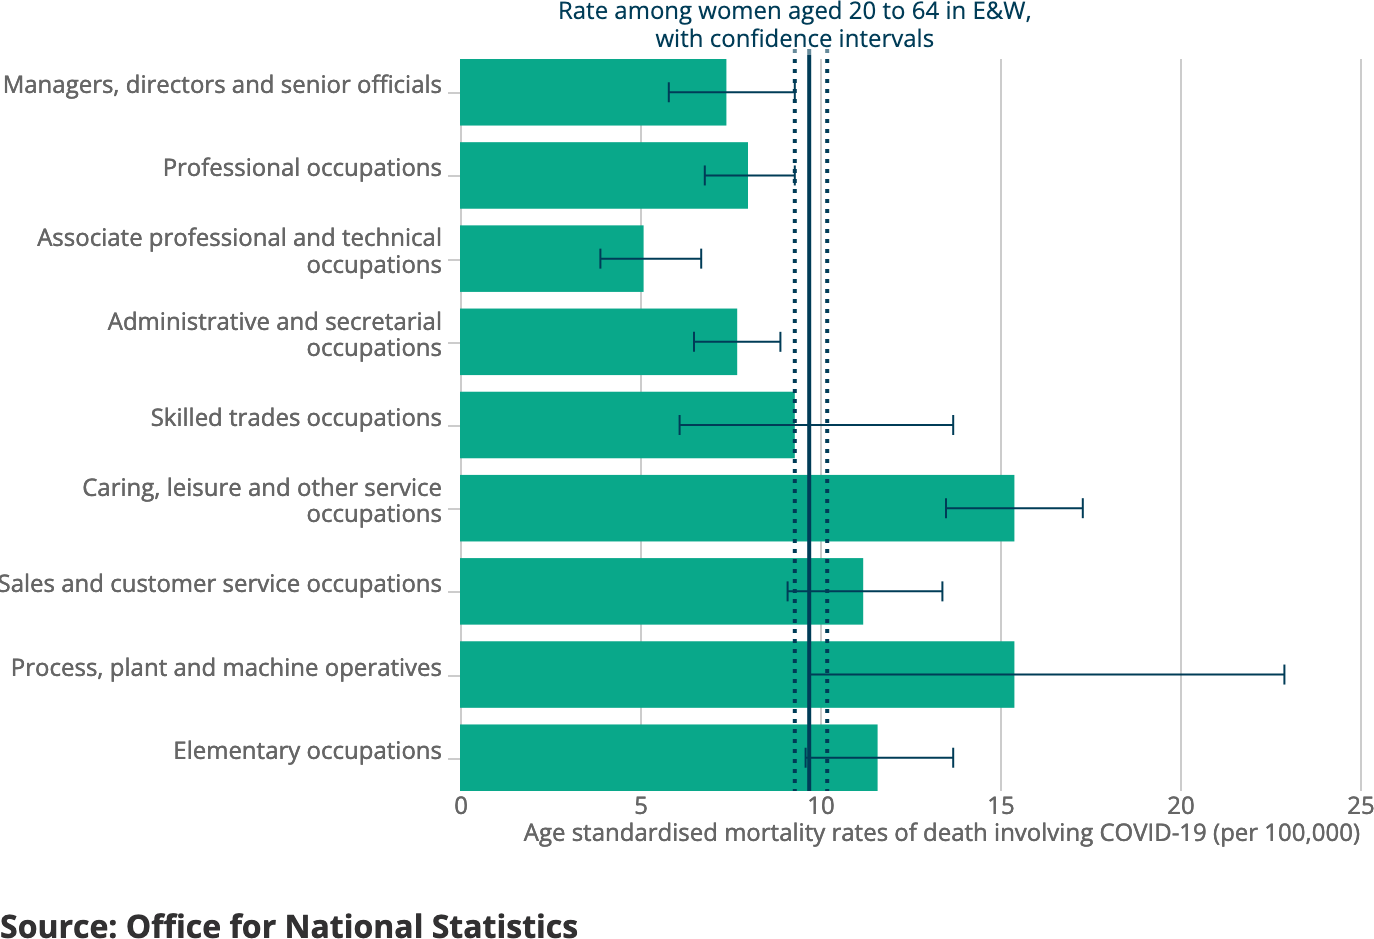 Rate among women aged 20 to 64 in E&W,
with confidence intervals
Managers, directors and senior officials
Professional occupations
Associate professional and technical
occupations
Administrative and secretarial
occupations
Skilled trades occupations
Caring, leisure and other service
occupations
Sales and customer service occupations
Process, plant and machine operatives
Elementary occupations
0 5 10 15 20 25
Age standardised mortality rates of death involving COVID-19 (per 100,000)
Source: Office for National Statistics